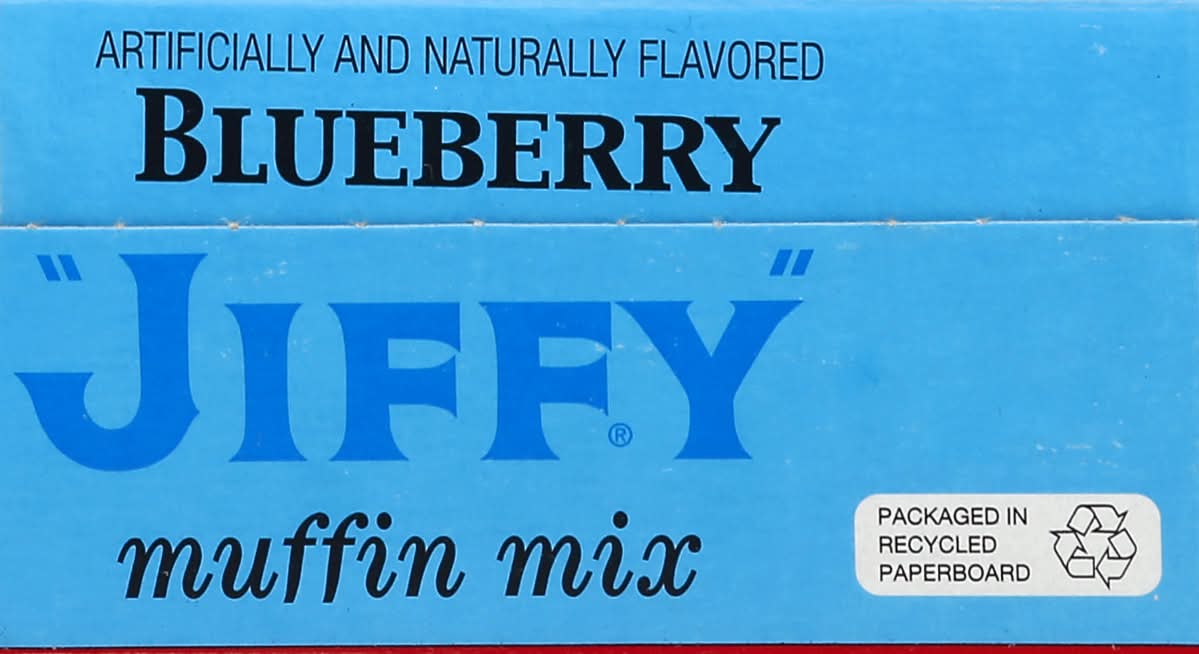 ARTIFICIALLY AND NATURALLY FLAVORED
BLUEBERRY
"JIFFY"
®
muffin mix
PACKAGED IN
RECYCLED
PAPERBOARD